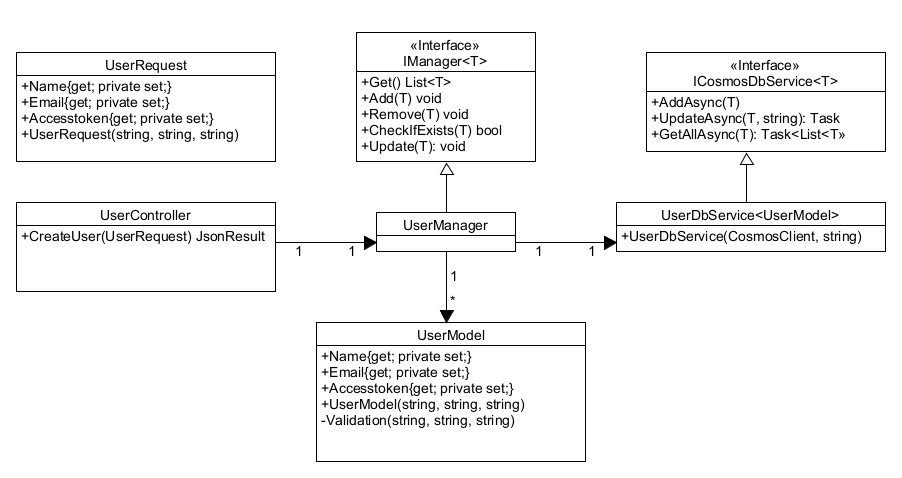 UserRequest
+Name{get; private set;}
+Email{get; private set;}
+Accesstoken{get; private set;}
+UserRequest(string, string, string)
«Interface»
IManager<T>
+Get() List<T>
+Add(T) void
+Remove(T) void
+CheckIfExists(T) bool
+Update(T): void
«Interface»
ICosmosDbService<T>
+AddAsync(T)
+UpdateAsync(T, string): Task
+GetAllAsync(T): Task<List<T»
UserController
+CreateUser(UserRequest) JsonResult
1
1
UserManager
1
1
UserDbService<UserModel>
+UserDbService(CosmosClient, string)
1
*
UserModel
+Name{get; private set;}
+Email{get; private set;}
+Accesstoken{get; private set;}
+UserModel(string, string, string)
-Validation(string, string, string)